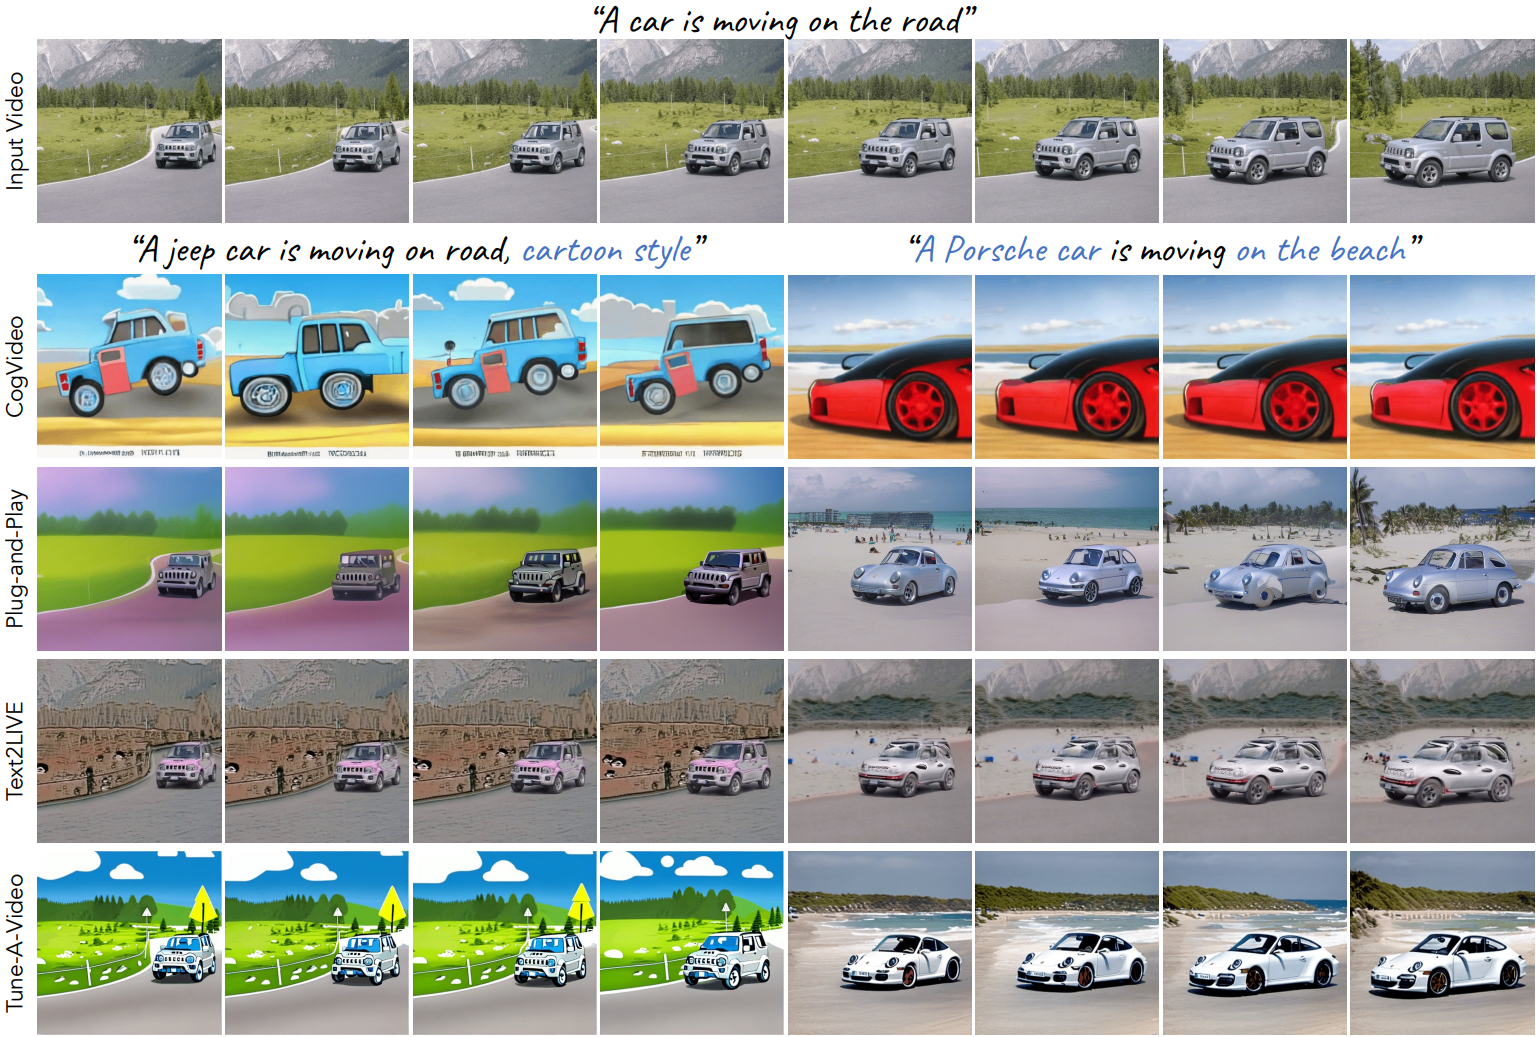 “A car is moving on the road”
Input Video
“A jeep car is moving on road, cartoon style”
“A Porsche car is moving on the beach”
CogVideo
Plug-and-Play
Text2LIVE
Tune-A-Video